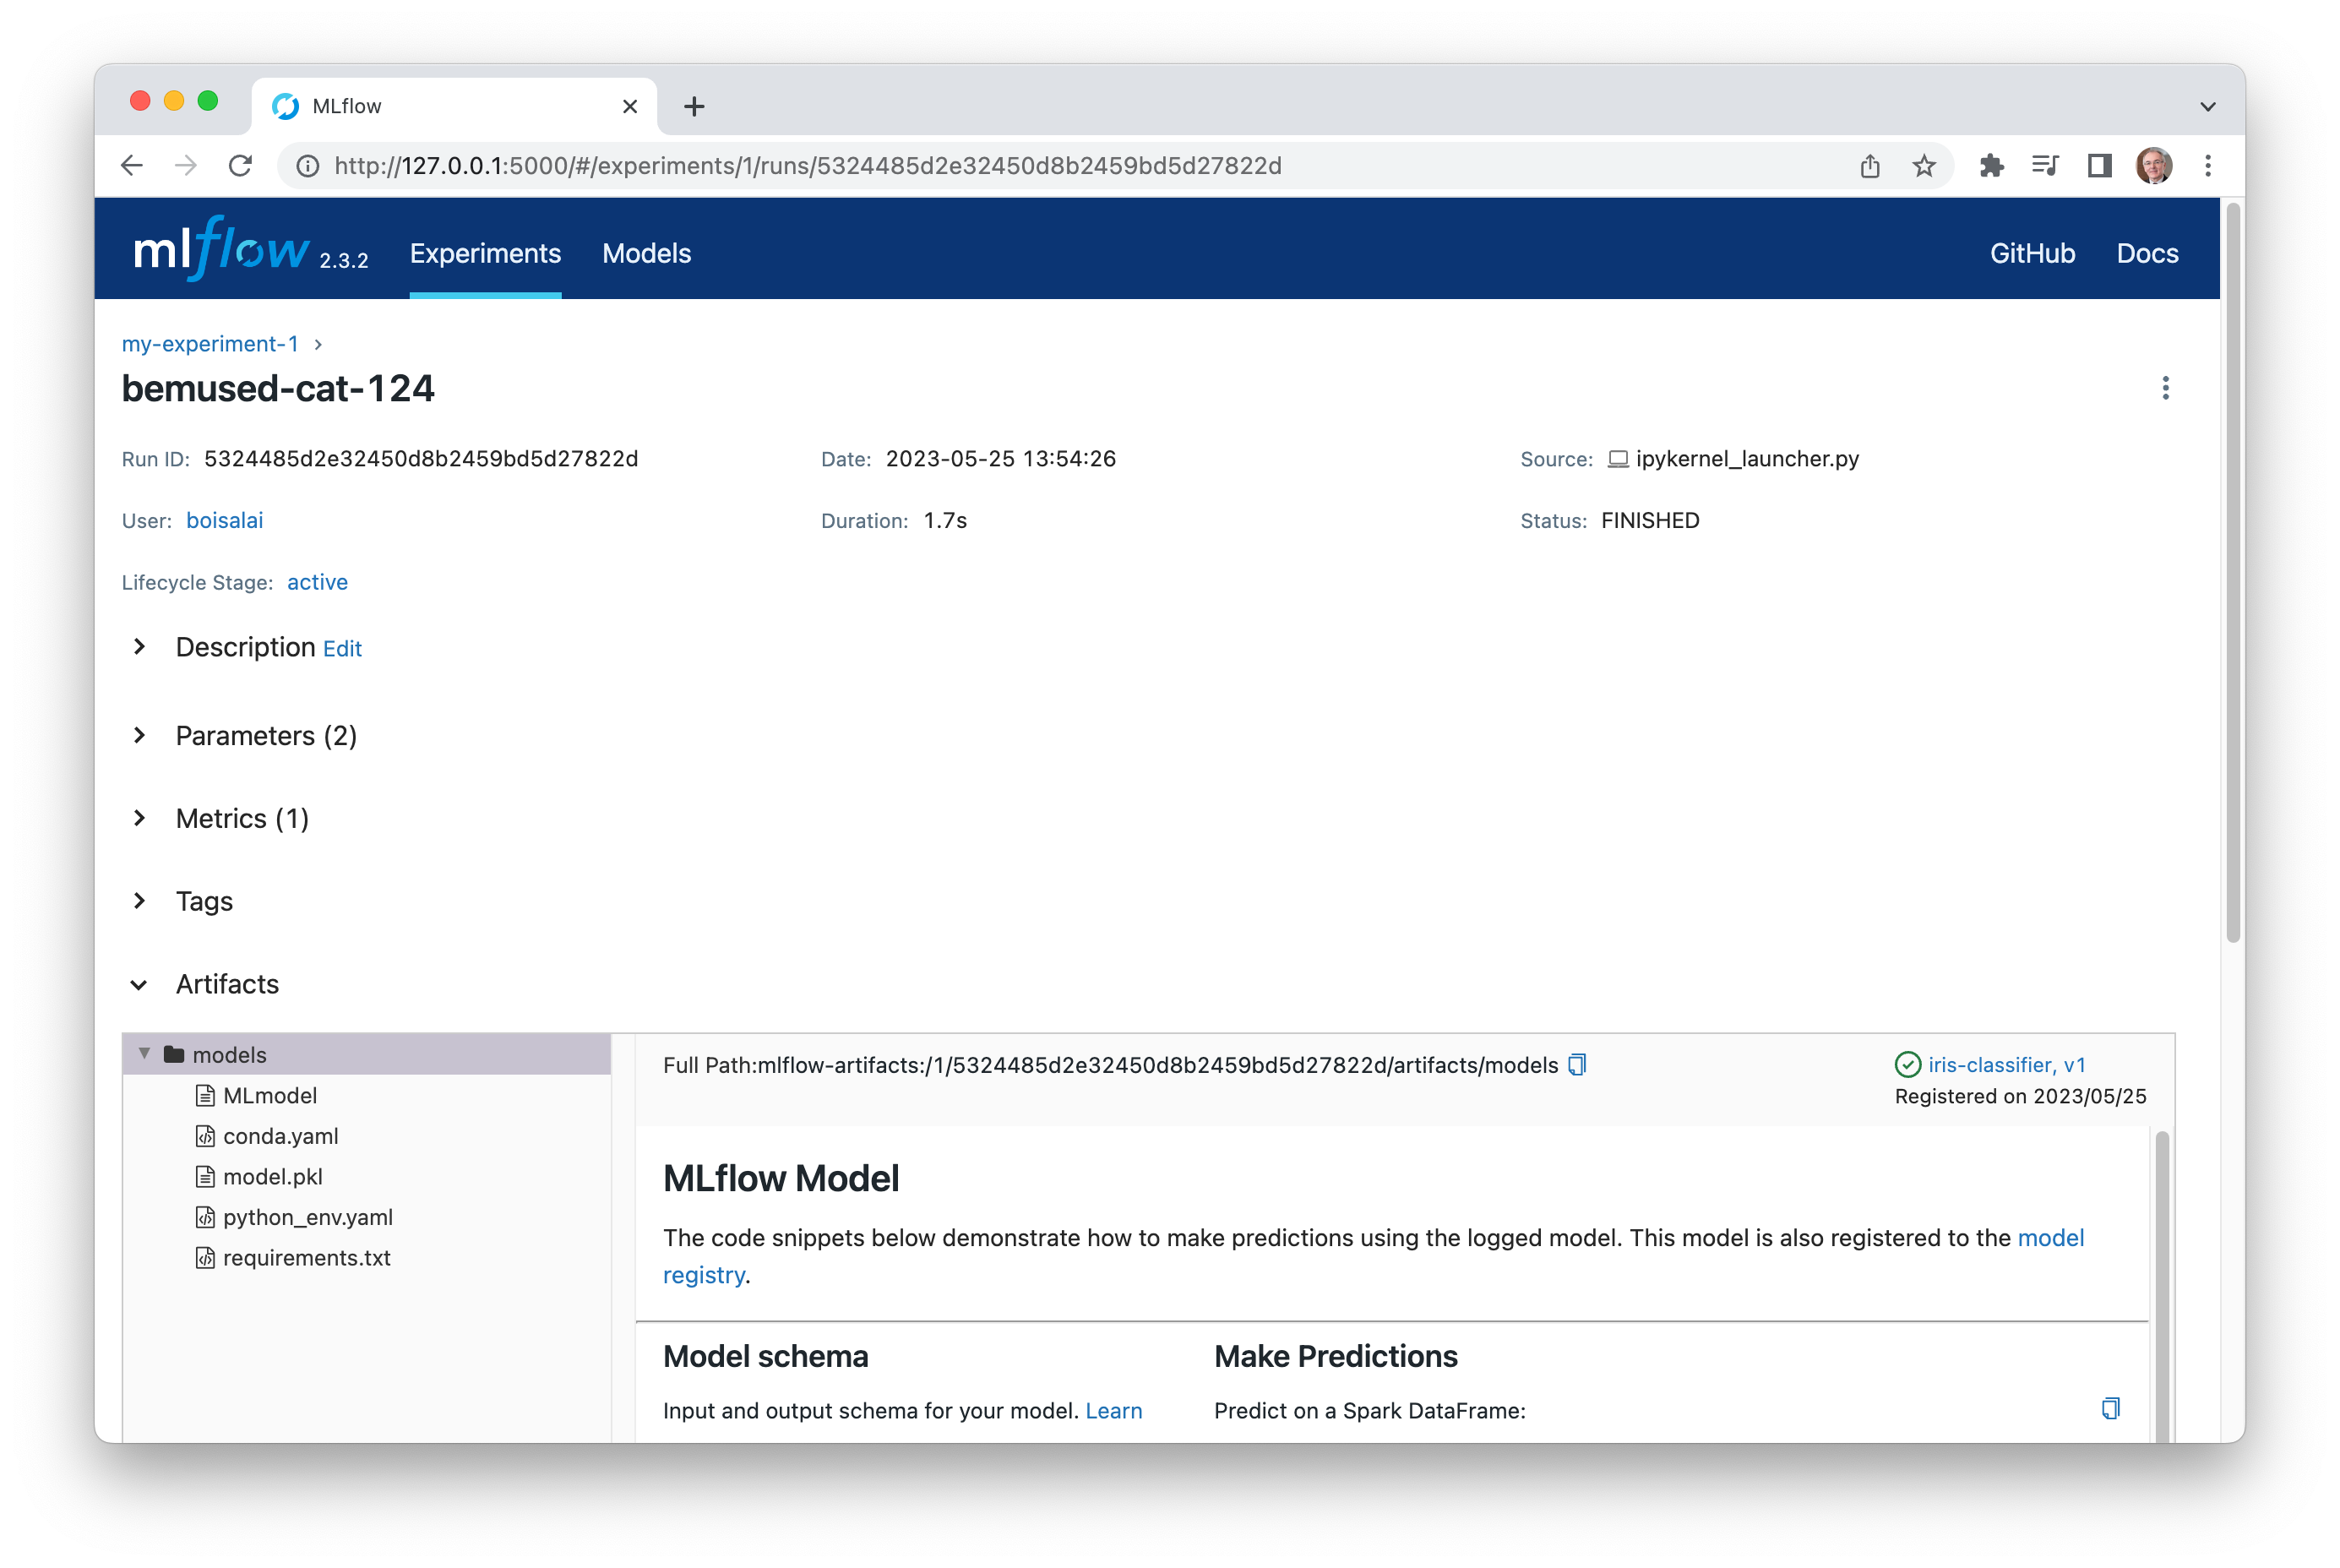 MLflow
http://127.0.0.1:5000/#/experiments/1/runs/5324485d2e32450d8b2459bd5d27822d
mlflow 2.3.2 Experiments Models GitHub Docs
my-experiment-1
bemused-cat-124
Run ID: 5324485d2e32450d8b2459bd5d27822d Date: 2023-05-25 13:54:26 Source: ipykernel_launcher.py
User: boisalai Duration: 1.7s Status: FINISHED
Lifecycle Stage: active
Description Edit
Parameters (2)
Metrics (1)
Tags
Artifacts
models
MLmodel
conda.yaml
model.pkl
python_env.yaml
requirements.txt
Full Path:mlflow-artifacts:/1/5324485d2e32450d8b2459bd5d27822d/artifacts/models
iris-classifier, v1
Registered on 2023/05/25
MLflow Model
The code snippets below demonstrate how to make predictions using the logged model. This model is also registered to the model
registry.
Model schema
Input and output schema for your model. Learn
Make Predictions
Predict on a Spark DataFrame: